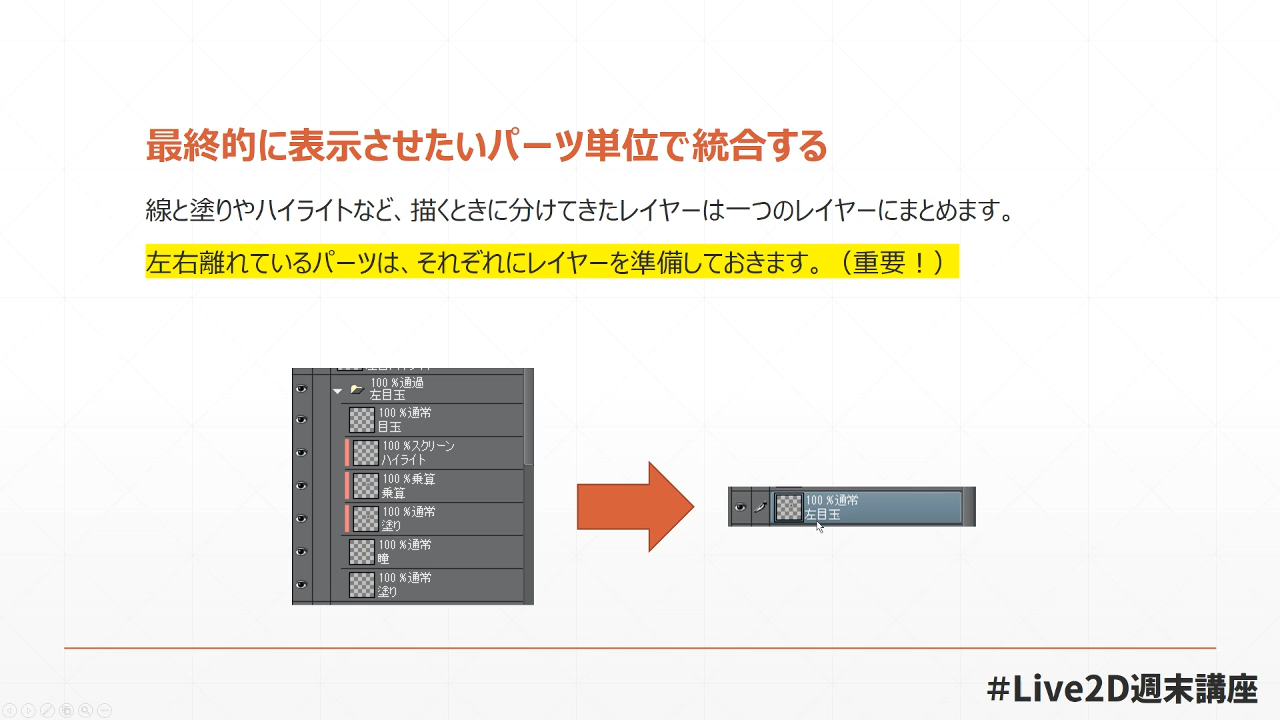 最終的に表示させたいパーツ単位で統合する
線と塗りやハイライトなど、描くときに分けてきたレイヤーは一つのレイヤーにまとめます。
左右離れているパーツは、それぞれにレイヤーを準備しておきます。（重要！）
100 %通過
左目玉
100 %通常
目玉
100 %スクリーン
ハイライト
100 %乗算
乗算
100 %通常
塗り
100 %通常
瞳
100 %通常
塗り
100 %通常
左目玉
#Live2D週末講座